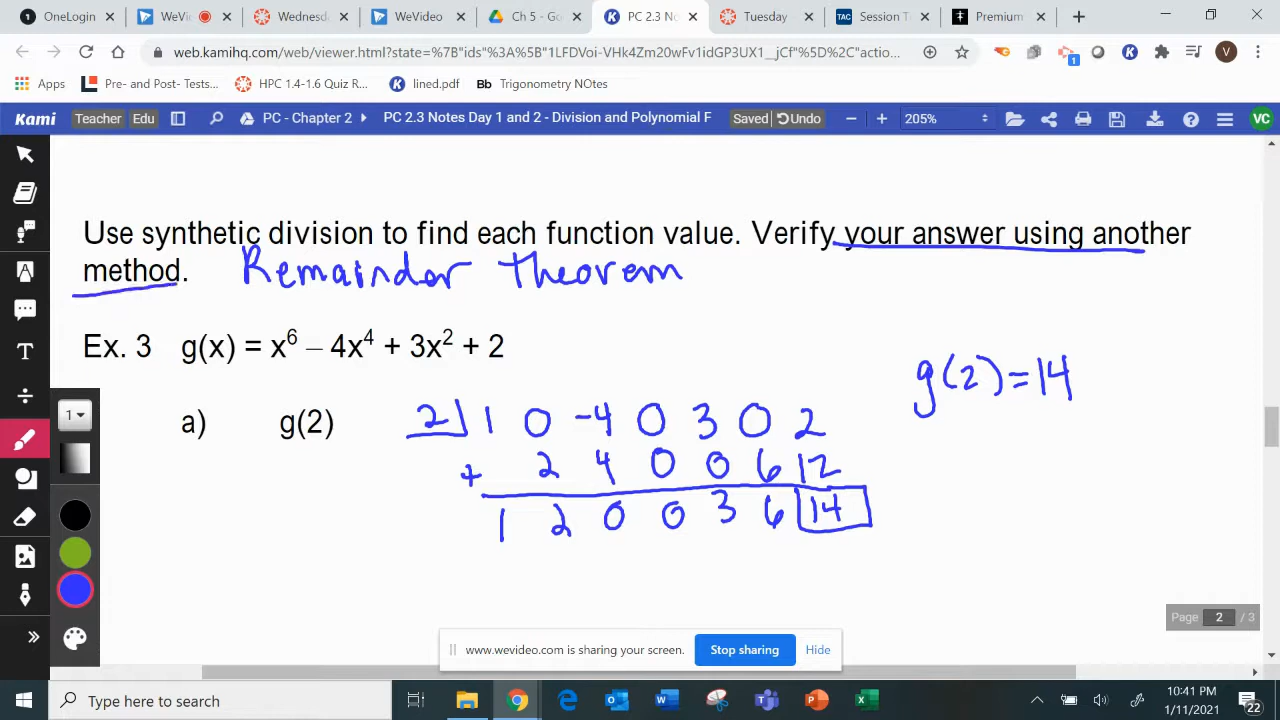 OneLogin
WeVi
Wednes
WeVideo
Ch-5 - Go
PC 2.3 No
Tuesday
Session T
Premium
web.kamihq.com/web/viewer.html?state=%7B"ids"%3A%5B"1LFDVoi-VHk4Zm20wFv1idGP3UX1_jCf"%5D%2C"actio...
1
V
Apps
Pre- and Post- Tests...
HPC 1.4-1.6 Quiz R...
lined.pdf
Bb Trigonometry NOtes
Kami
Teacher
Edu
PC - Chapter 2
PC 2.3 Notes Day 1 and 2 - Division and Polynomial F
Saved
Undo
205%
VC
Use synthetic division to find each function value. Verify your answer using another
method. Remainder Theorem
Ex. 3 g(x) = x⁶ – 4x⁴ + 3x² + 2
g(2)=14
a) g(2) 2| 1 0 -4 0 3 0 2
+ 2 4 0 0 6 12
1 2 0 0 3 6 14
1
T
Page 2 / 3
www.wevideo.com is sharing your screen.
Stop sharing
Hide
Type here to search
10:41 PM
1/11/2021
22